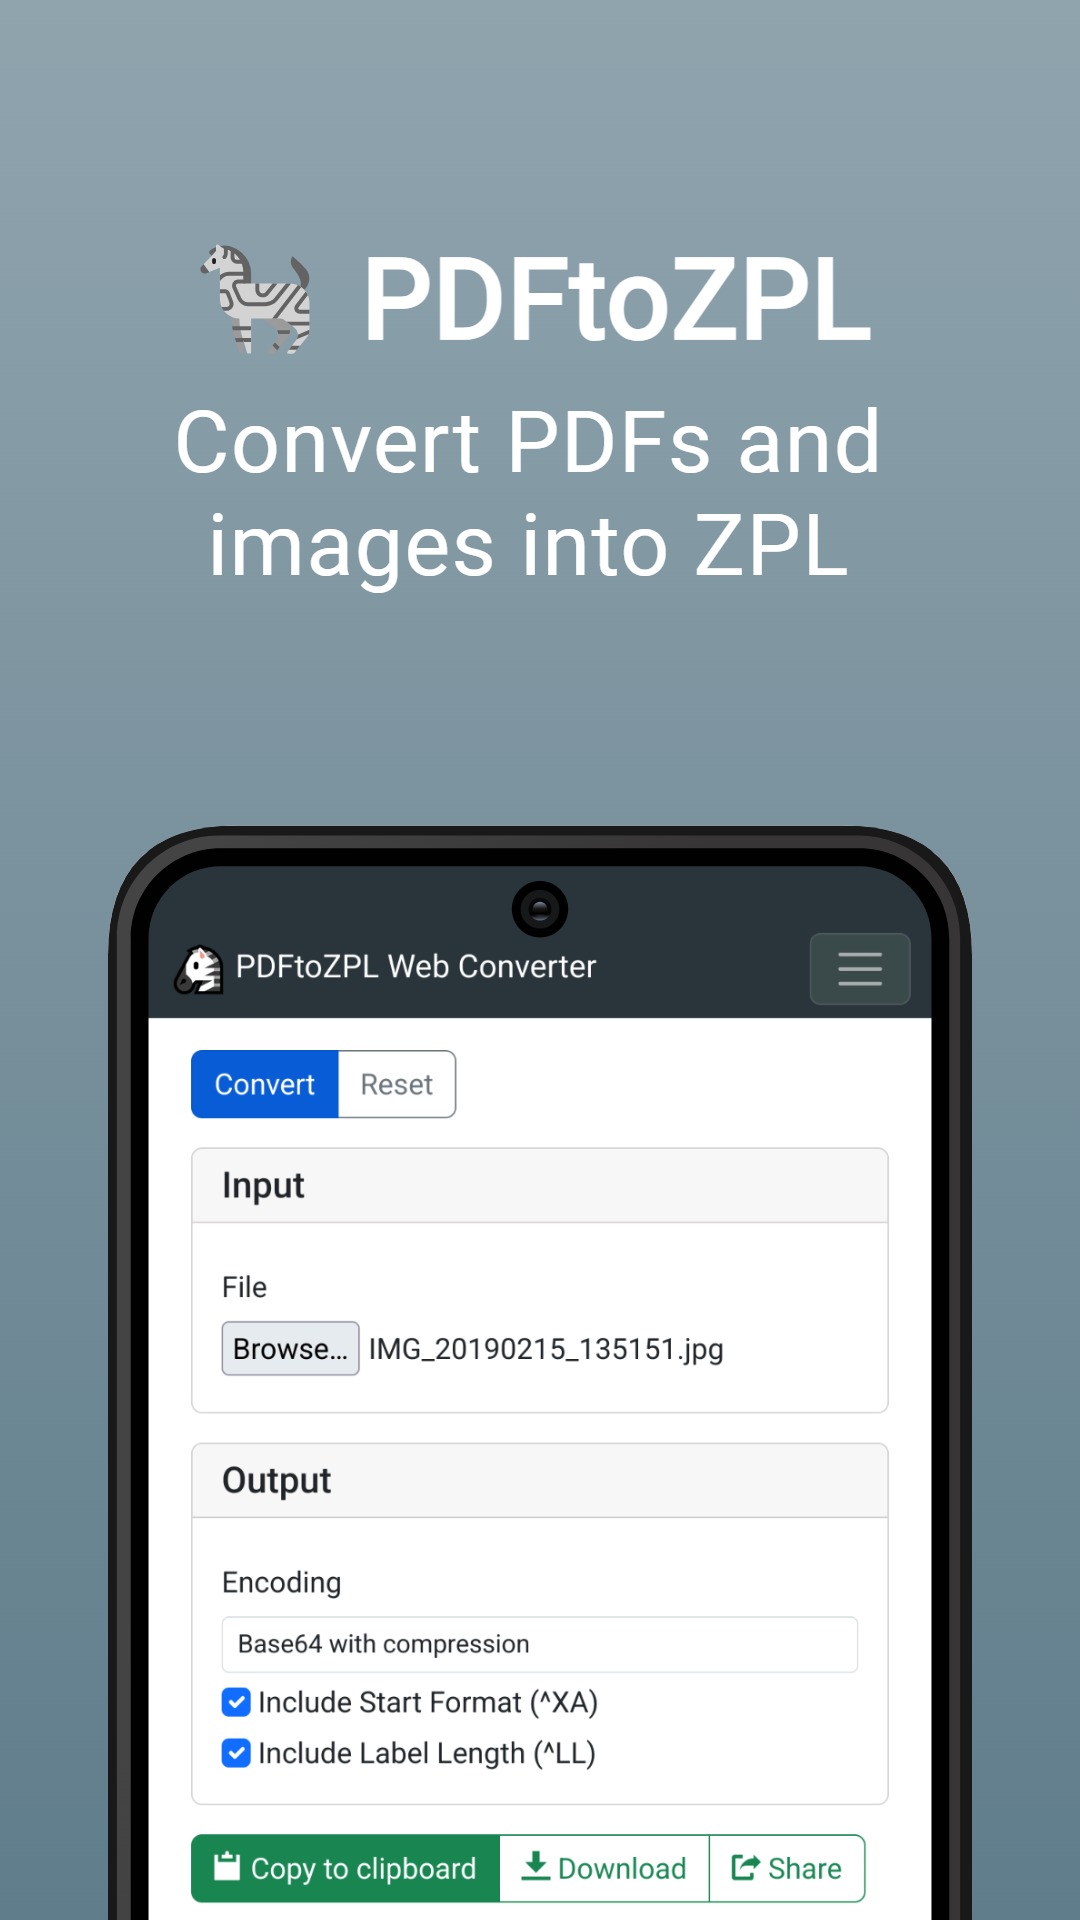 PDFtoZPL
Convert PDFs and
images into ZPL
PDFtoZPL Web Converter
Convert Reset
Input
File
Browse... IMG_20190215_135151.jpg
Output
Encoding
Base64 with compression
Include Start Format (^XA)
Include Label Length (^LL)
Copy to clipboard Download Share